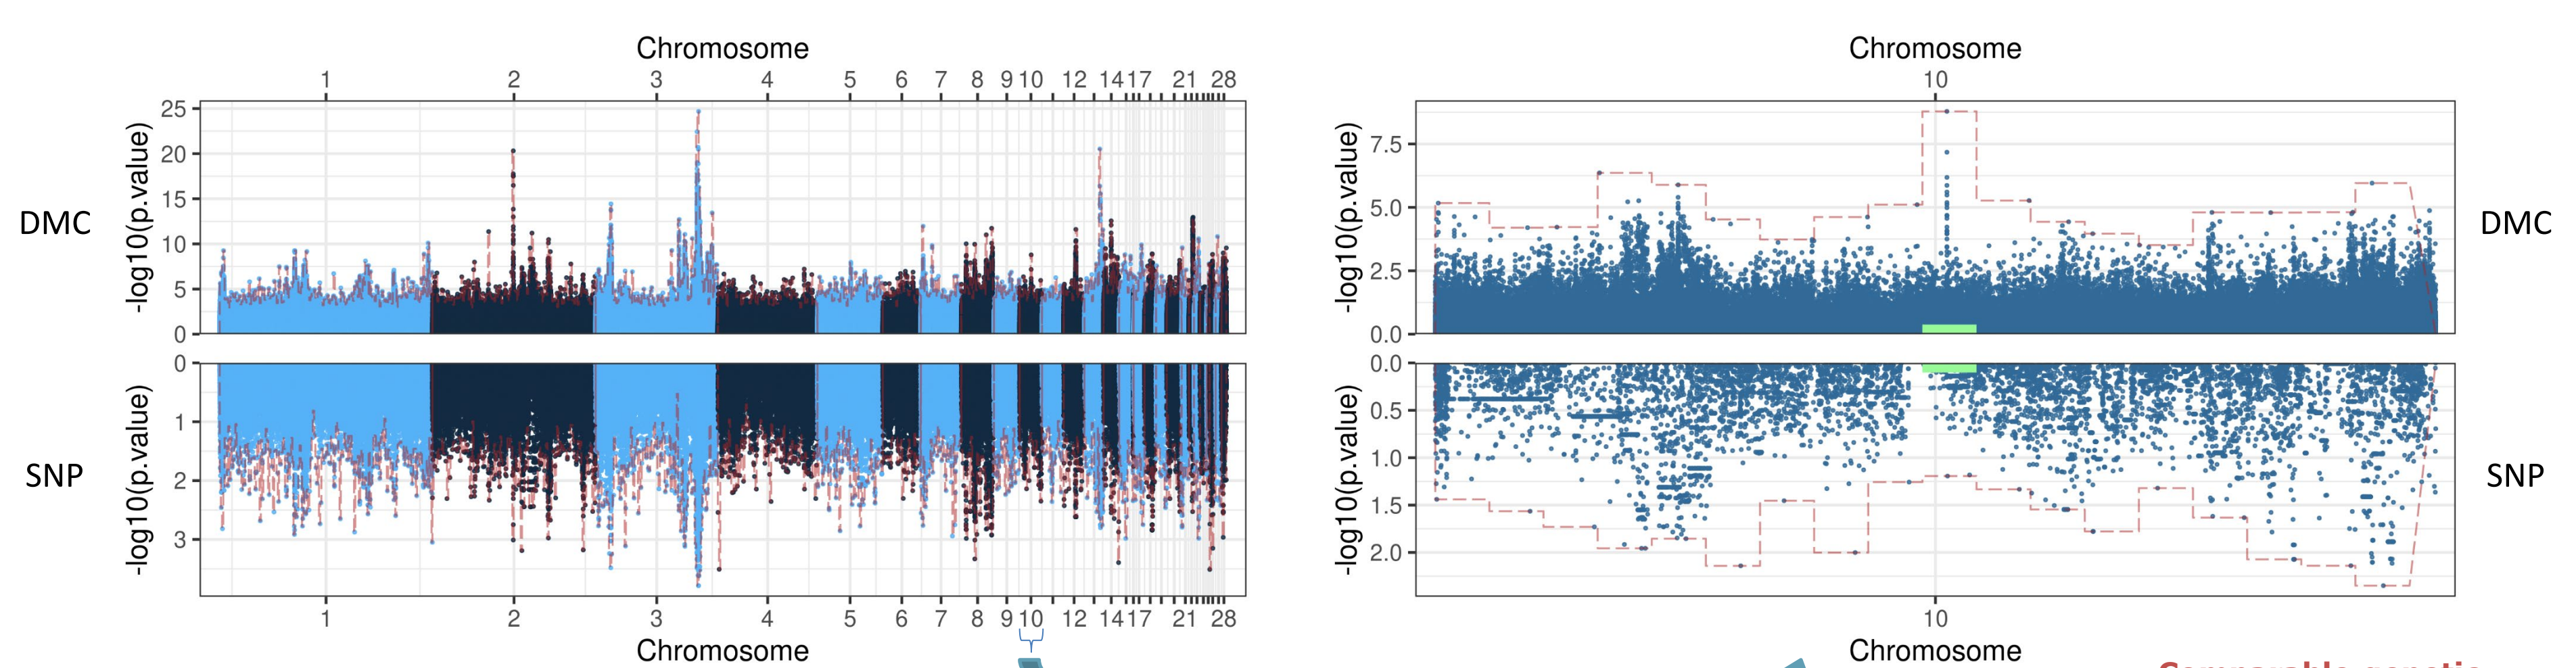 Chromosome
1 2 3 4 5 6 7 8 9 10 12 14 17 21 28
DMC
-log10(p.value)
25
20
15
10
5
0
SNP
-log10(p.value)
0
1
2
3
1 2 3 4 5 6 7 8 9 10 12 14 17 21 28
Chromosome
Chromosome
10
-log10(p.value)
7.5
5.0
2.5
0.0
DMC
-log10(p.value)
0.0
0.5
1.0
1.5
2.0
SNP
10
Chromosome
Comparable genetic